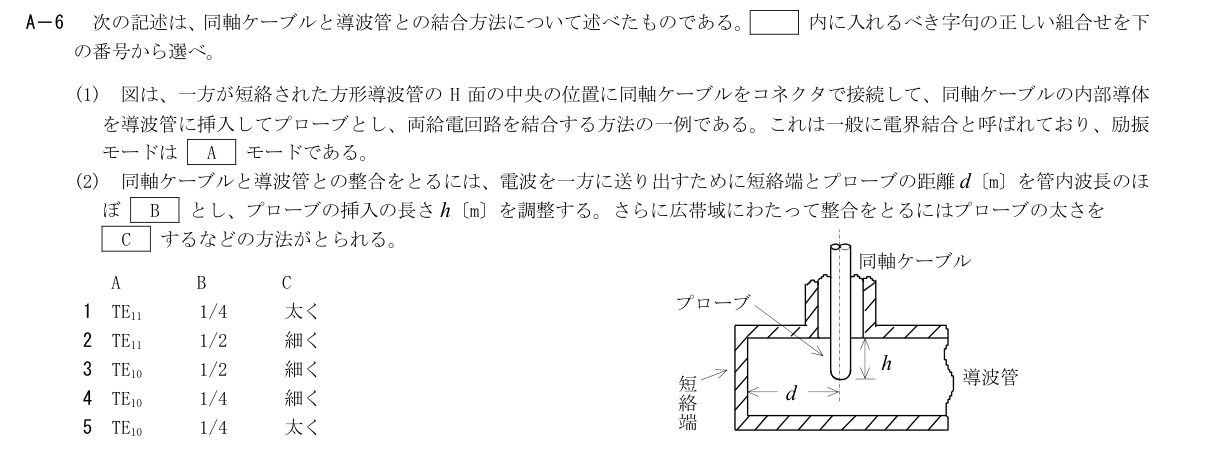 A－6 次の記述は、同軸ケーブルと導波管との結合方法について述べたものである。 内に入れるべき字句の正しい組合せを下
の番号から選べ。
(1) 図は、一方が短絡された方形導波管の H 面の中央の位置に同軸ケーブルをコネクタで接続して、同軸ケーブルの内部導体
を導波管に挿入してプローブとし、両給電回路を結合する方法の一例である。これは一般に電界結合と呼ばれており、励振
モードは A モードである。
(2) 同軸ケーブルと導波管との整合をとるには、電波を一方に送り出すために短絡端とプローブの距離 d〔m〕を管内波長のほ
ぼ B とし、プローブの挿入の長さ h〔m〕を調整する。さらに広帯域にわたって整合をとるにはプローブの太さを
C するなどの方法がとられる。
A B C
1 TE₁₁ 1/4 太く
2 TE₁₁ 1/2 細く
3 TE₁₀ 1/2 細く
4 TE₁₀ 1/4 細く
5 TE₁₀ 1/4 太く
同軸ケーブル
プローブ
h
導波管
d
短絡端